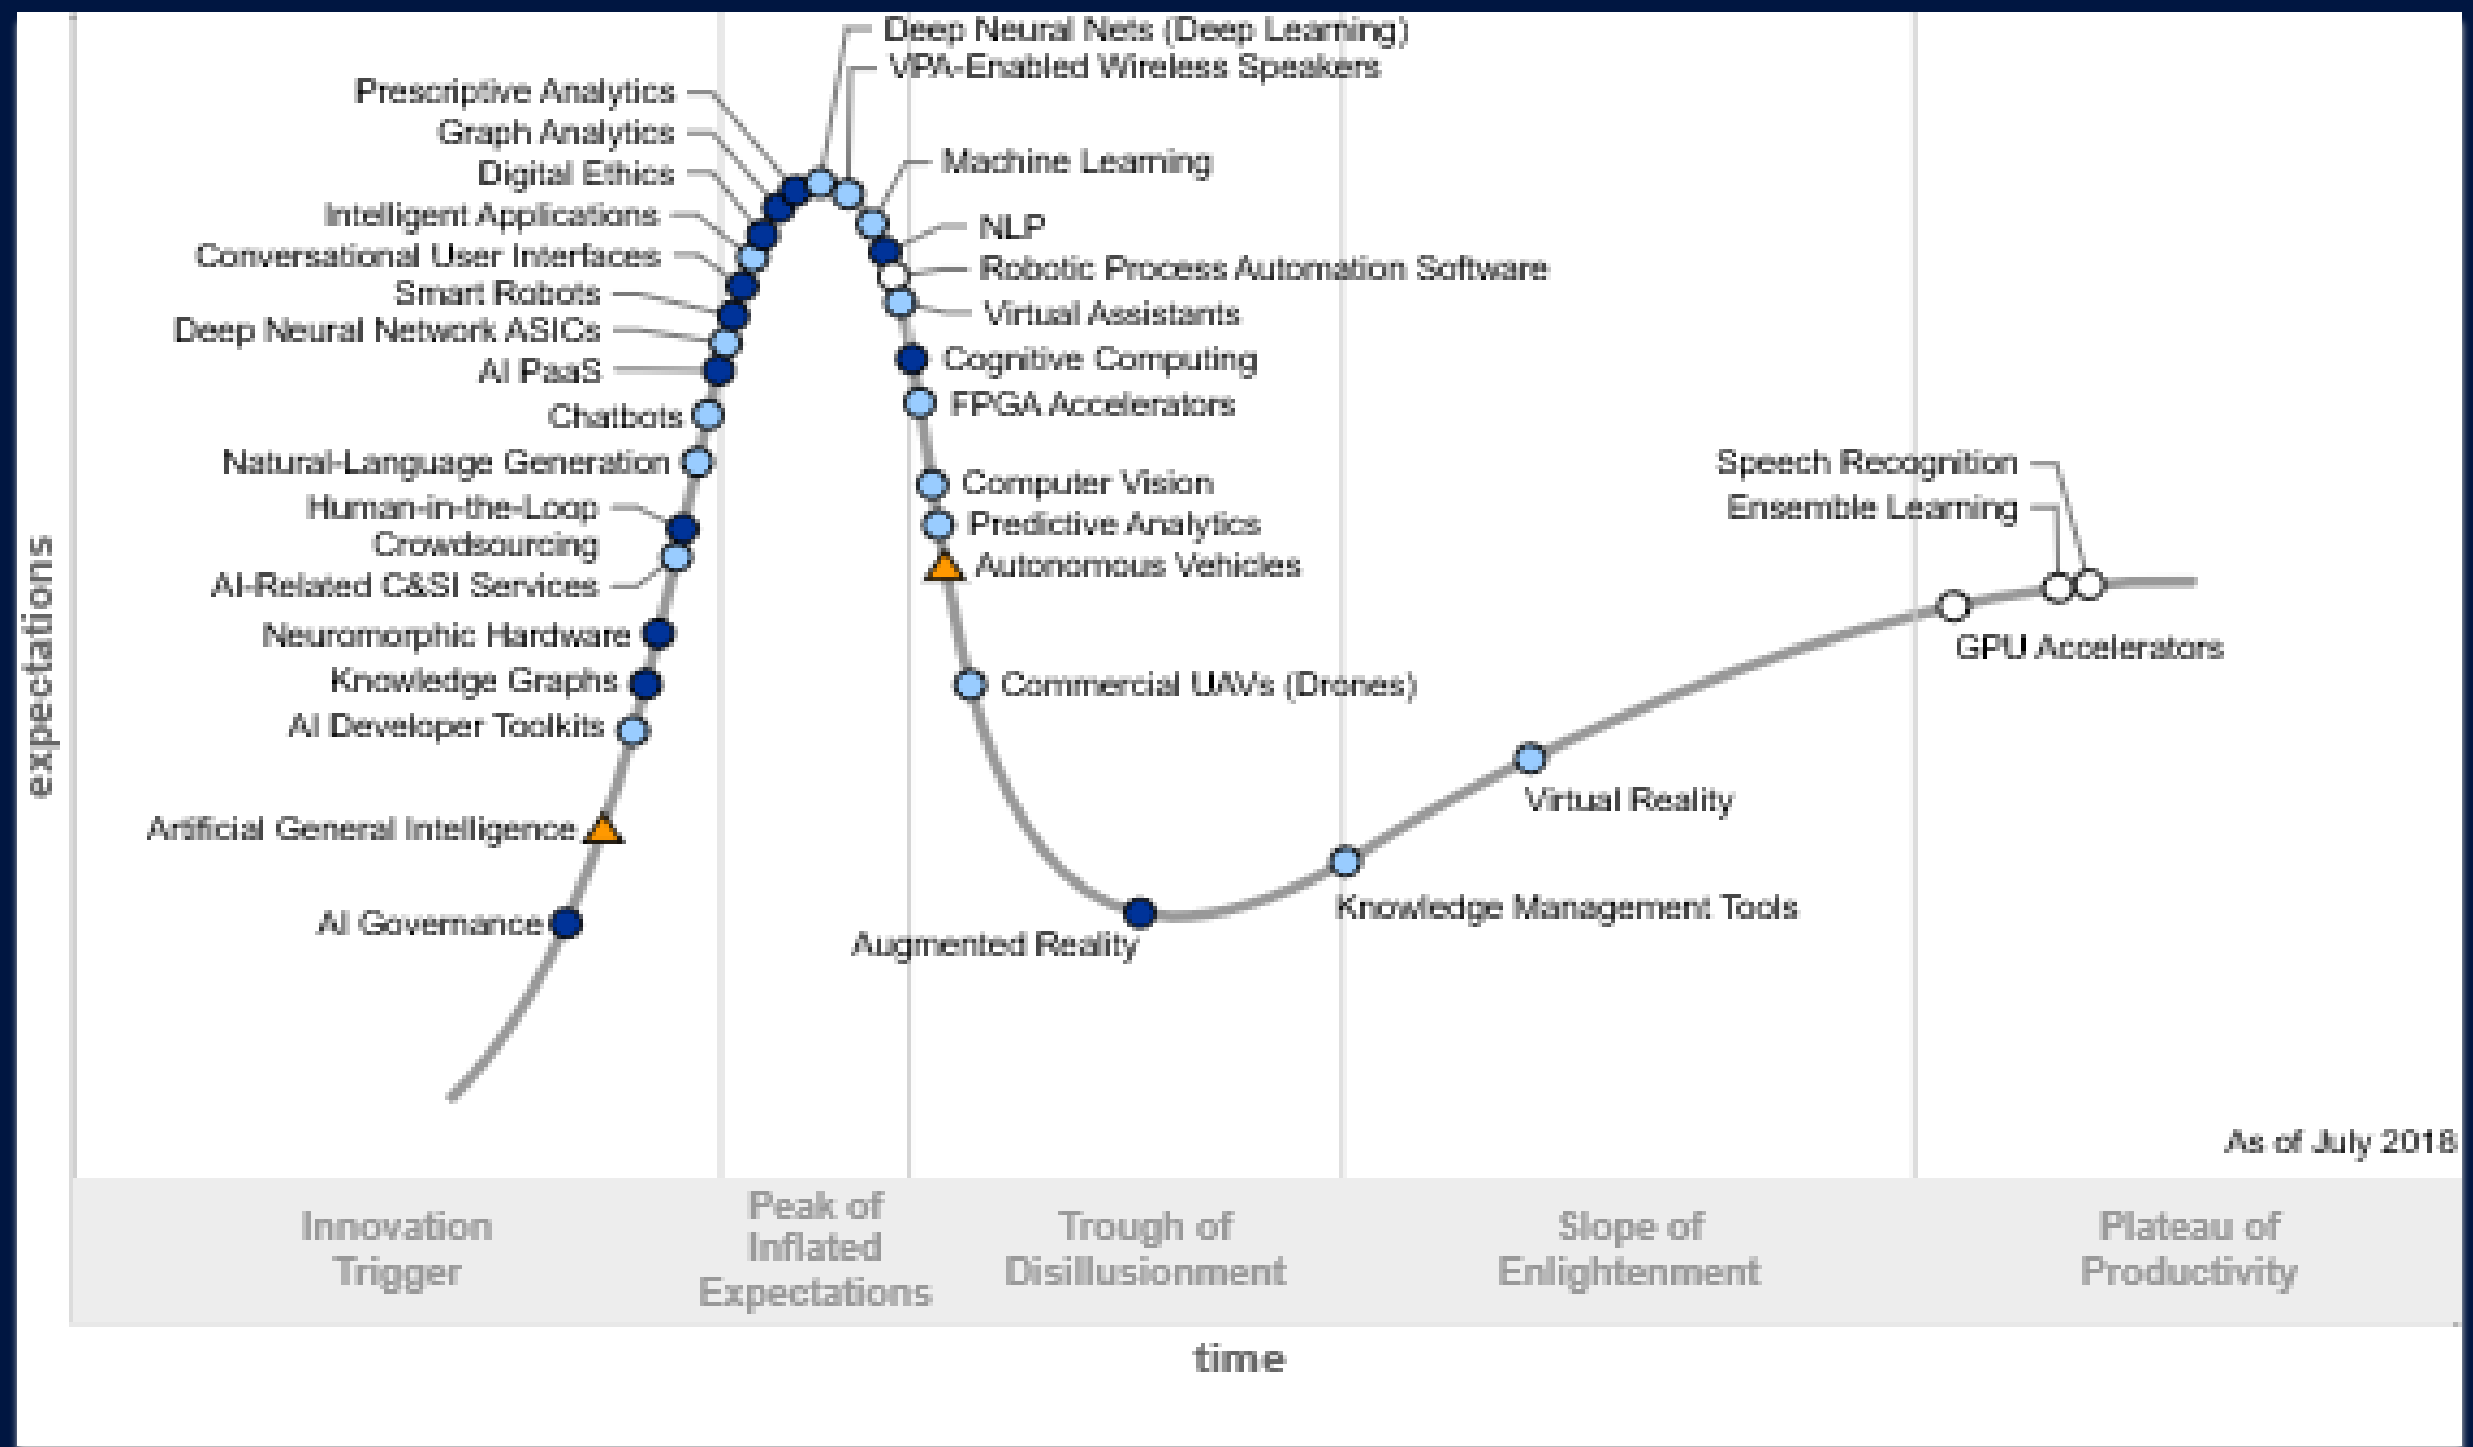 Deep Neural Nets (Deep Learning)
VPA-Enabled Wireless Speakers
Prescriptive Analytics
Graph Analytics
Digital Ethics
Intelligent Applications
Conversational User Interfaces
Smart Robots
Deep Neural Network ASICs
AI PaaS
Chatbots
Natural-Language Generation
Human-in-the-Loop
Crowdsourcing
AI-Related C&SI Services
Neuromorphic Hardware
Knowledge Graphs
AI Developer Toolkits
Artificial General Intelligence
AI Governance
Machine Learning
NLP
Robotic Process Automation Software
Virtual Assistants
Cognitive Computing
FPGA Accelerators
Computer Vision
Predictive Analytics
Autonomous Vehicles
Commercial UAVs (Drones)
Augmented Reality
Knowledge Management Tools
Virtual Reality
Speech Recognition
Ensemble Learning
GPU Accelerators
expectations
As of July 2018
Innovation
Trigger
Peak of
Inflated
Expectations
Trough of
Disillusionment
Slope of
Enlightenment
Plateau of
Productivity
time